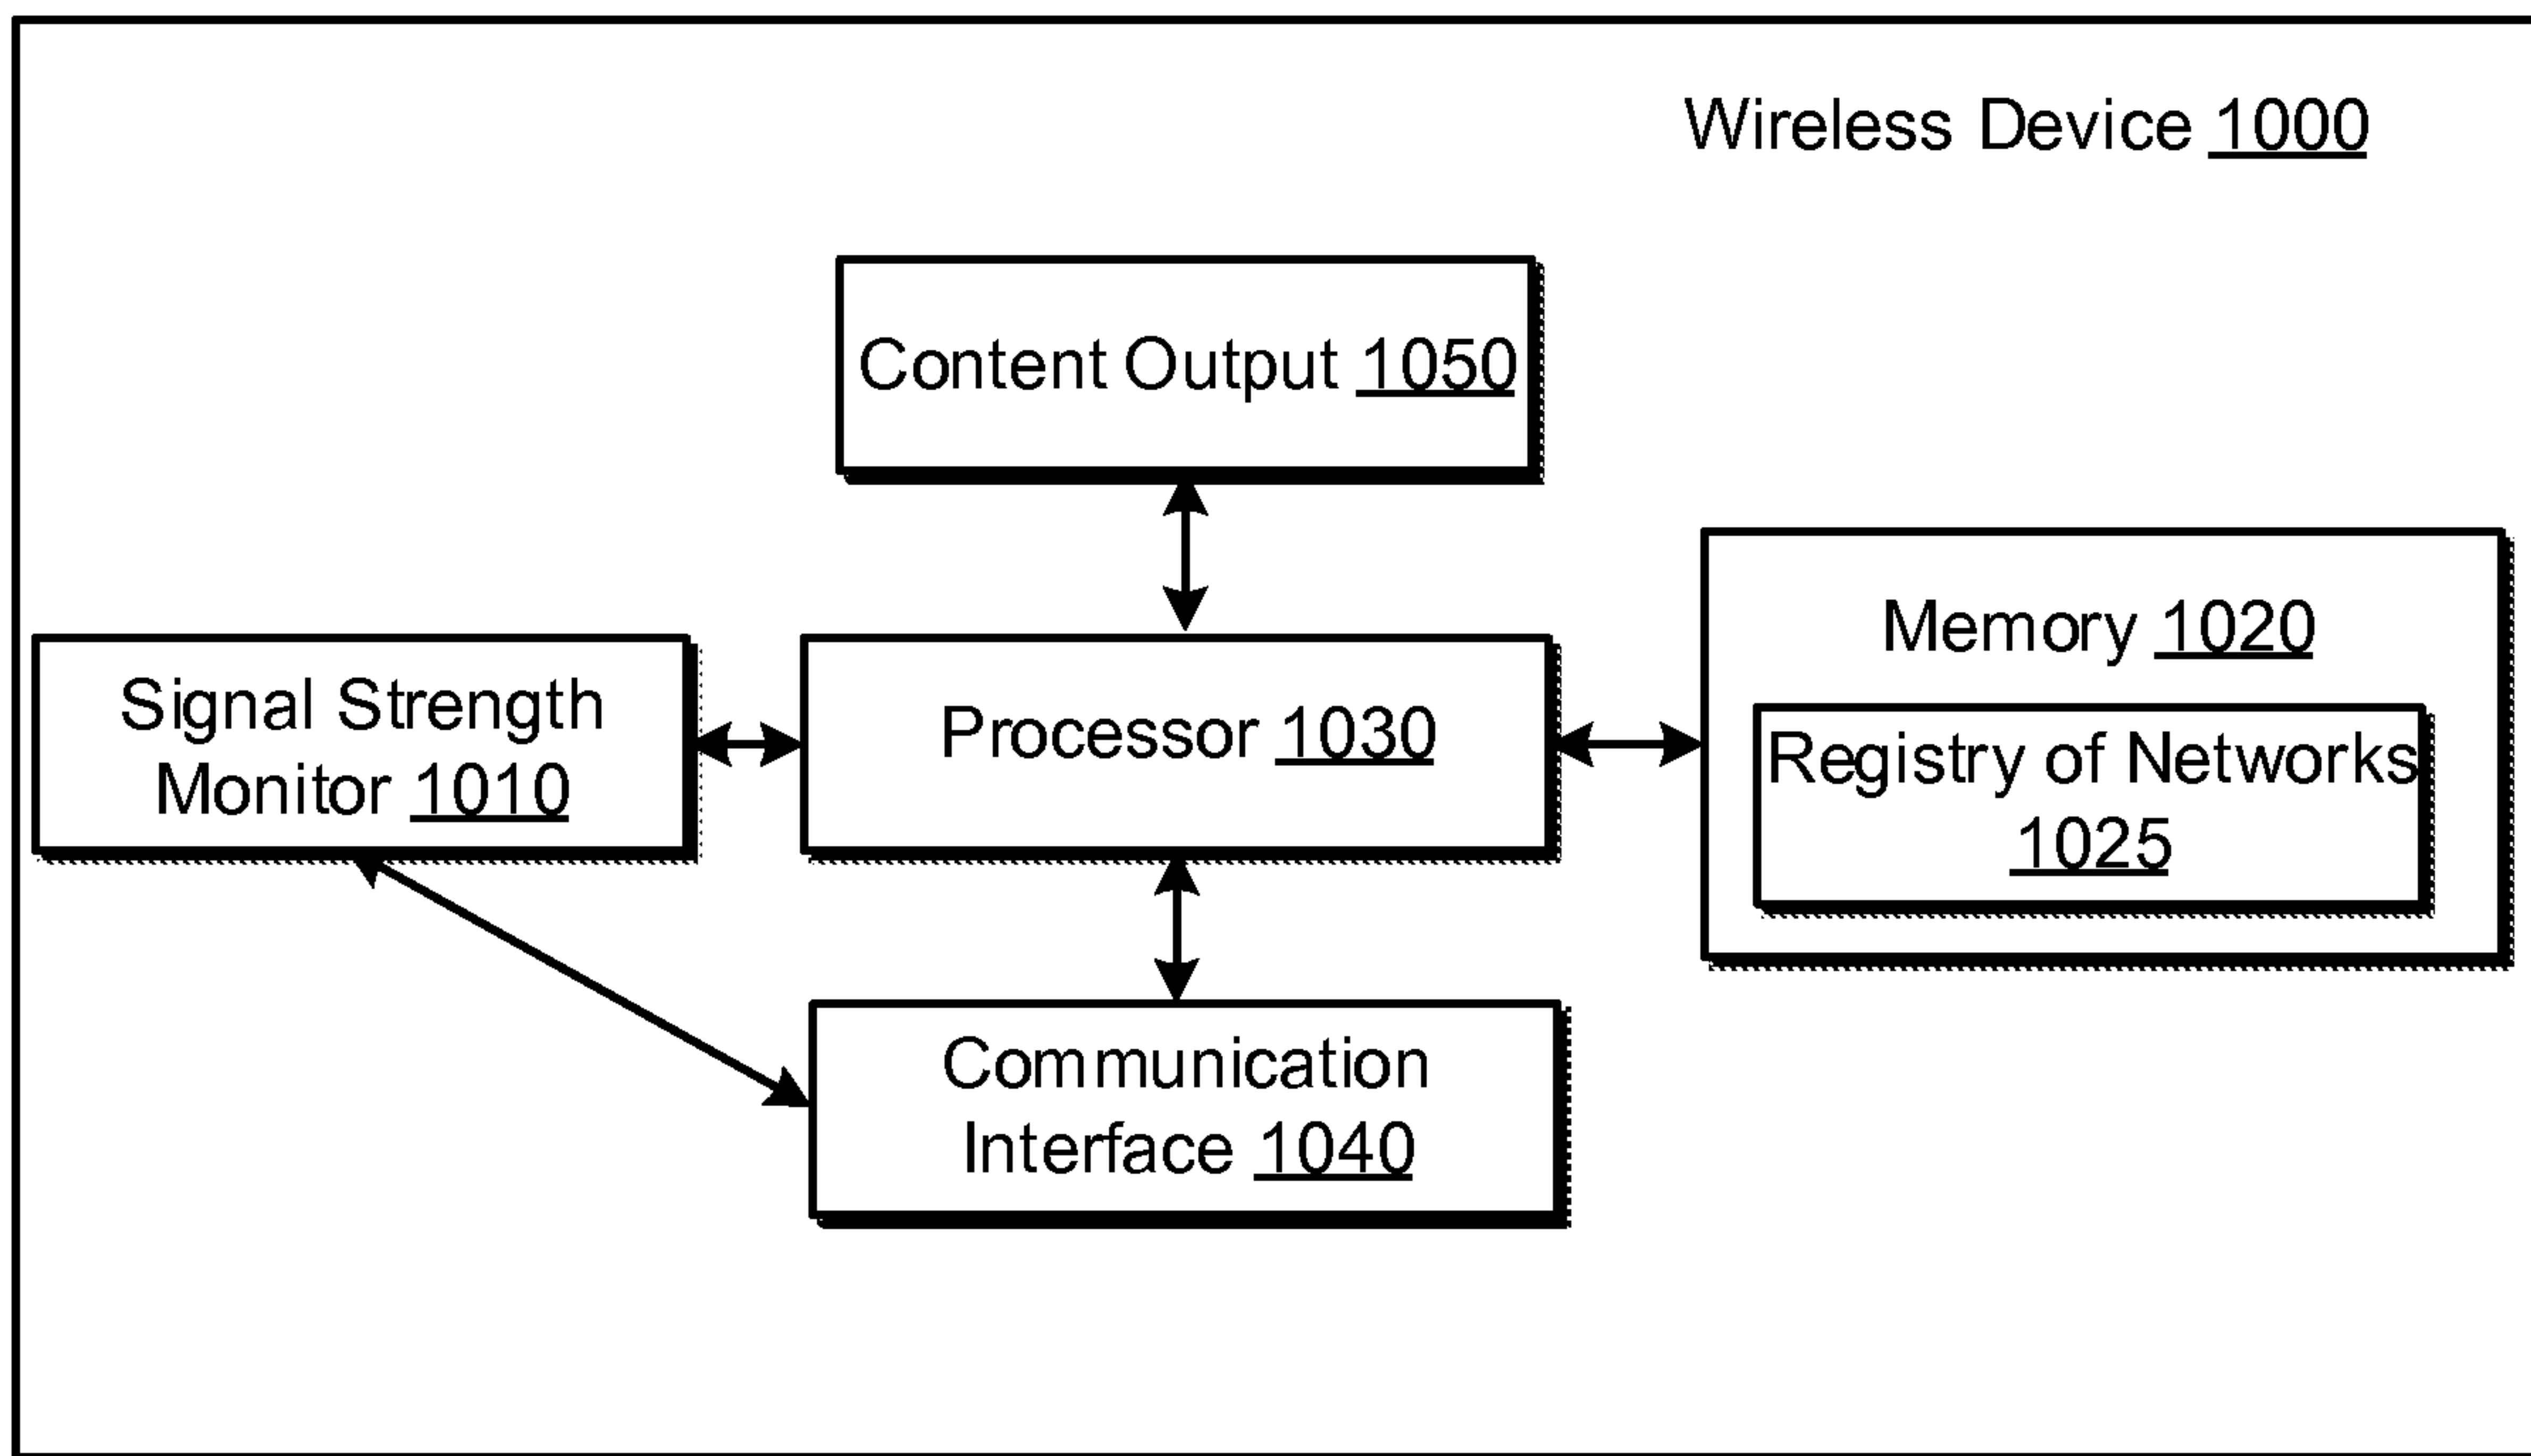 Wireless Device 1000
Content Output 1050
Signal Strength
Monitor 1010
Processor 1030
Memory 1020
Registry of Networks
1025
Communication
Interface 1040